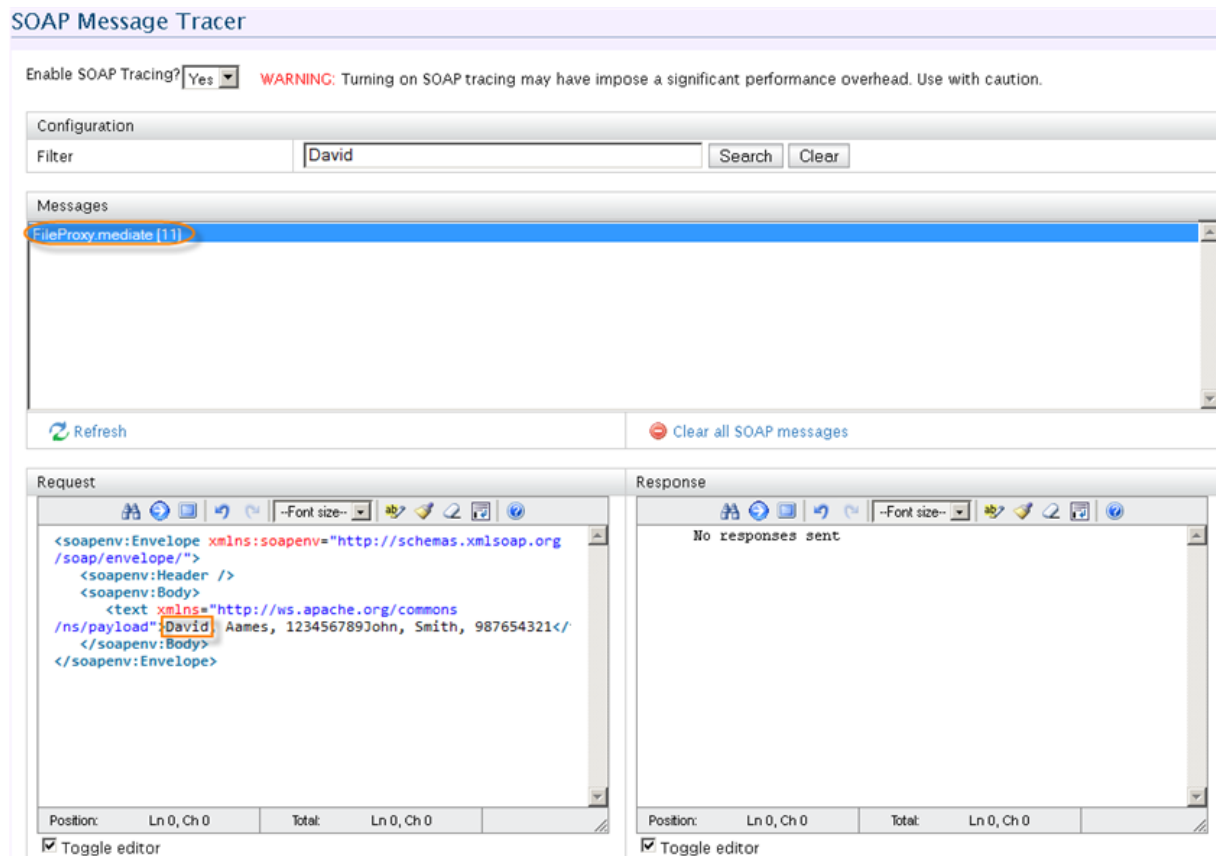 SOAP Message Tracer
Enable SOAP Tracing? Yes WARNING: Turning on SOAP tracing may have impose a significant performance overhead. Use with caution.
Configuration
Filter David Search Clear
Messages
FileProxy.mediate [11]
Refresh Clear all SOAP messages
Request Response
--Font size-- --Font size--
<soapenv:Envelope xmlns:soapenv="http://schemas.xmlsoap.org No responses sent
/soap/envelope/">
<soapenv:Header />
<soapenv:Body>
<text xmlns="http://ws.apache.org/commons
/ns/payload">David, Aames, 123456789John, Smith, 987654321</
</soapenv:Body>
</soapenv:Envelope>
Position: Ln 0, Ch 0 Total: Ln 0, Ch 0 Position: Ln 0, Ch 0 Total: Ln 0, Ch 0
Toggle editor Toggle editor